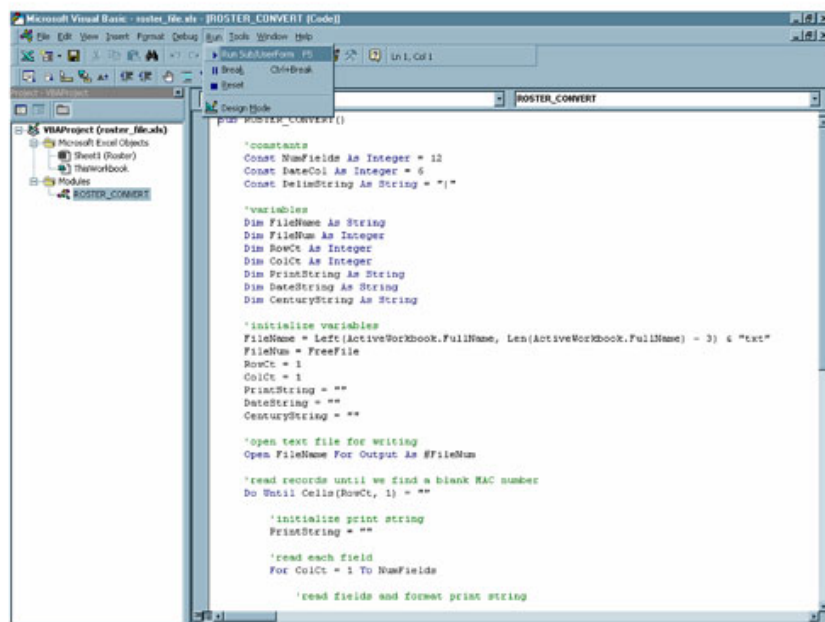 Microsoft Visual Basic - roster_file.xls - [ROSTER_CONVERT (Code)]
File Edit View Insert Format Debug Run Tools Window Help
Run Sub/UserForm F5
Break Ctrl+Break
Reset
Design Mode
Ln 1, Col 1
Project - VBAProject
VBAProject (roster_file.xls)
Microsoft Excel Objects
Sheet1 (Roster)
ThisWorkbook
Modules
ROSTER_CONVERT
ROSTER_CONVERT
Sub ROSTER_CONVERT()
'constants
Const NumFields As Integer = 12
Const DateCol As Integer = 6
Const DelimString As String = "|"
'variables
Dim FileName As String
Dim FileNum As Integer
Dim RowCt As Integer
Dim ColCt As Integer
Dim PrintString As String
Dim DateString As String
Dim CenturyString As String
'initialize variables
FileName = Left(ActiveWorkbook.FullName, Len(ActiveWorkbook.FullName) - 3) & "txt"
FileNum = FreeFile
RowCt = 1
ColCt = 1
PrintString = ""
DateString = ""
CenturyString = ""
'open text file for writing
Open FileName For Output As #FileNum
'read records until we find a blank MAC number
Do Until Cells(RowCt, 1) = ""
'initialize print string
PrintString = ""
'read each field
For ColCt = 1 To NumFields
'read fields and format print string